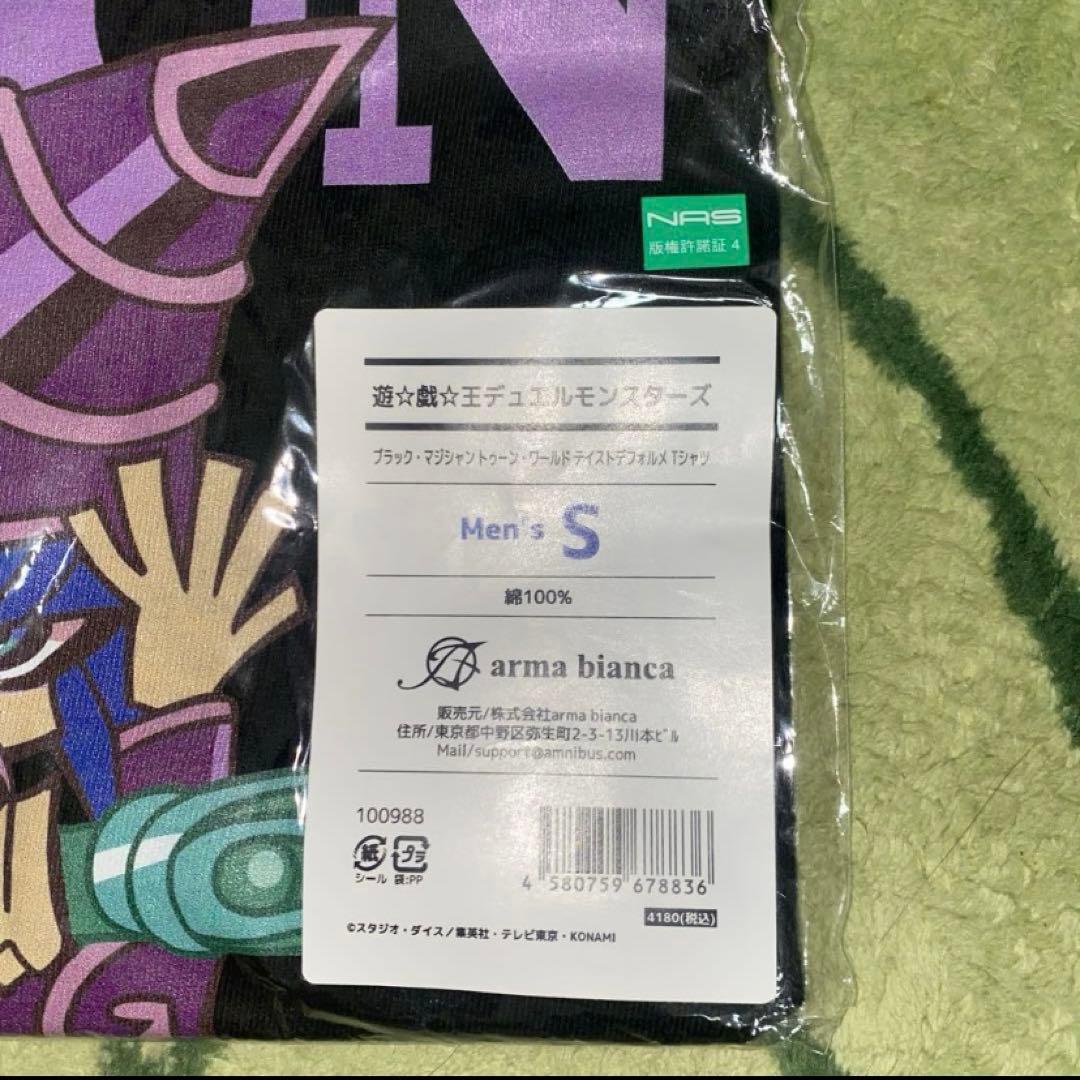 N
NAS
版権許諾証 4
遊☆戯☆王デュエルモンスターズ
ブラック・マジシャン トゥーン・ワールド テイストデフォルメ Tシャツ
Men's S
綿100%
arma bianca
販売元/株式会社arma bianca
住所/東京都中野区弥生町2-3-13川本ビル
Mail/support@amnibus.com
100988
紙 プラ
シール 袋:PP
4 580759 678836
4180(税込)
©スタジオ・ダイス/集英社・テレビ東京・KONAMI